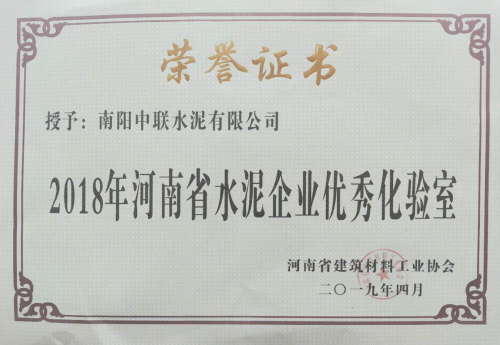 荣誉证书
授予：南阳中联水泥有限公司
2018年河南省水泥企业优秀化验室
河南省建筑材料工业协会
二〇一九年四月